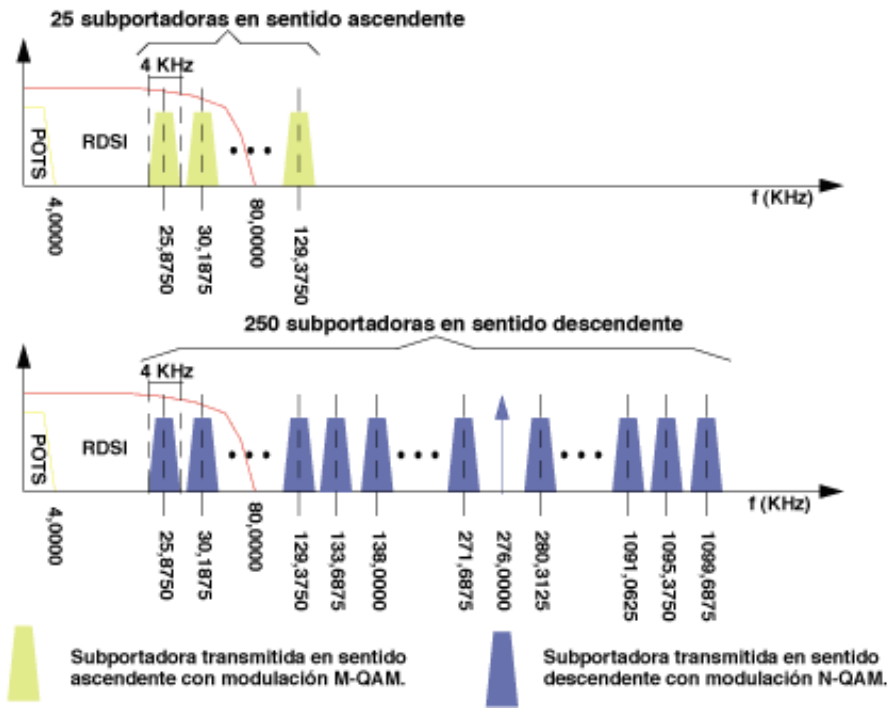 25 subportadoras en sentido ascendente
4 KHz
POTS
RDSI
f (KHz)
4,0000
25,8750
30,1875
80,0000
129,3750
250 subportadoras en sentido descendente
4 KHz
POTS
RDSI
f (KHz)
4,0000
25,8750
30,1875
80,0000
129,3750
133,6875
138,0000
271,6875
276,0000
280,3125
1091,0625
1095,3750
1099,6875
Subportadora transmitida en sentido
ascendente con modulación M-QAM.
Subportadora transmitida en sentido
descendente con modulación N-QAM.